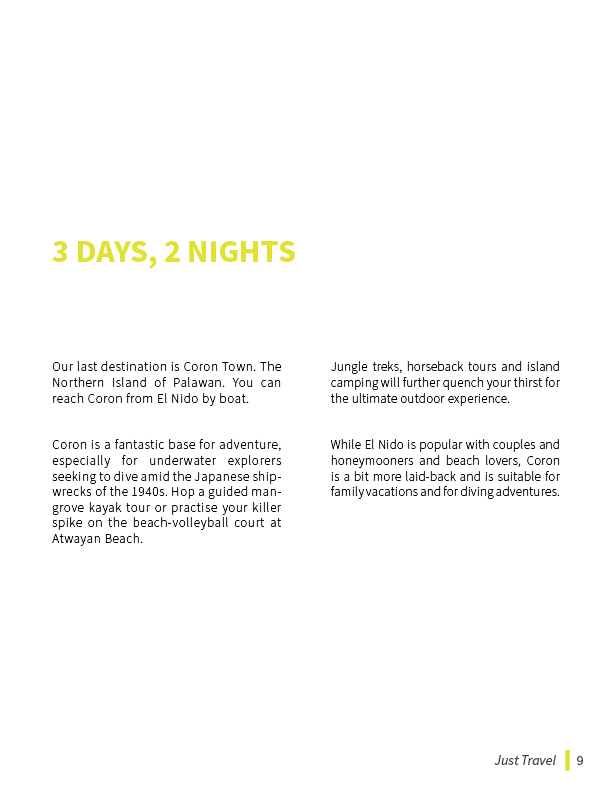 3 DAYS, 2 NIGHTS
Our last destination is Coron Town. The
Northern Island of Palawan. You can
reach Coron from El Nido by boat.
Coron is a fantastic base for adventure,
especially for underwater explorers
seeking to dive amid the Japanese ship-
wrecks of the 1940s. Hop a guided man-
grove kayak tour or practise your killer
spike on the beach-volleyball court at
Atwayan Beach.
Jungle treks, horseback tours and island
camping will further quench your thirst for
the ultimate outdoor experience.
While El Nido is popular with couples and
honeymooners and beach lovers, Coron
is a bit more laid-back and is suitable for
family vacations and for diving adventures.
Just Travel 9